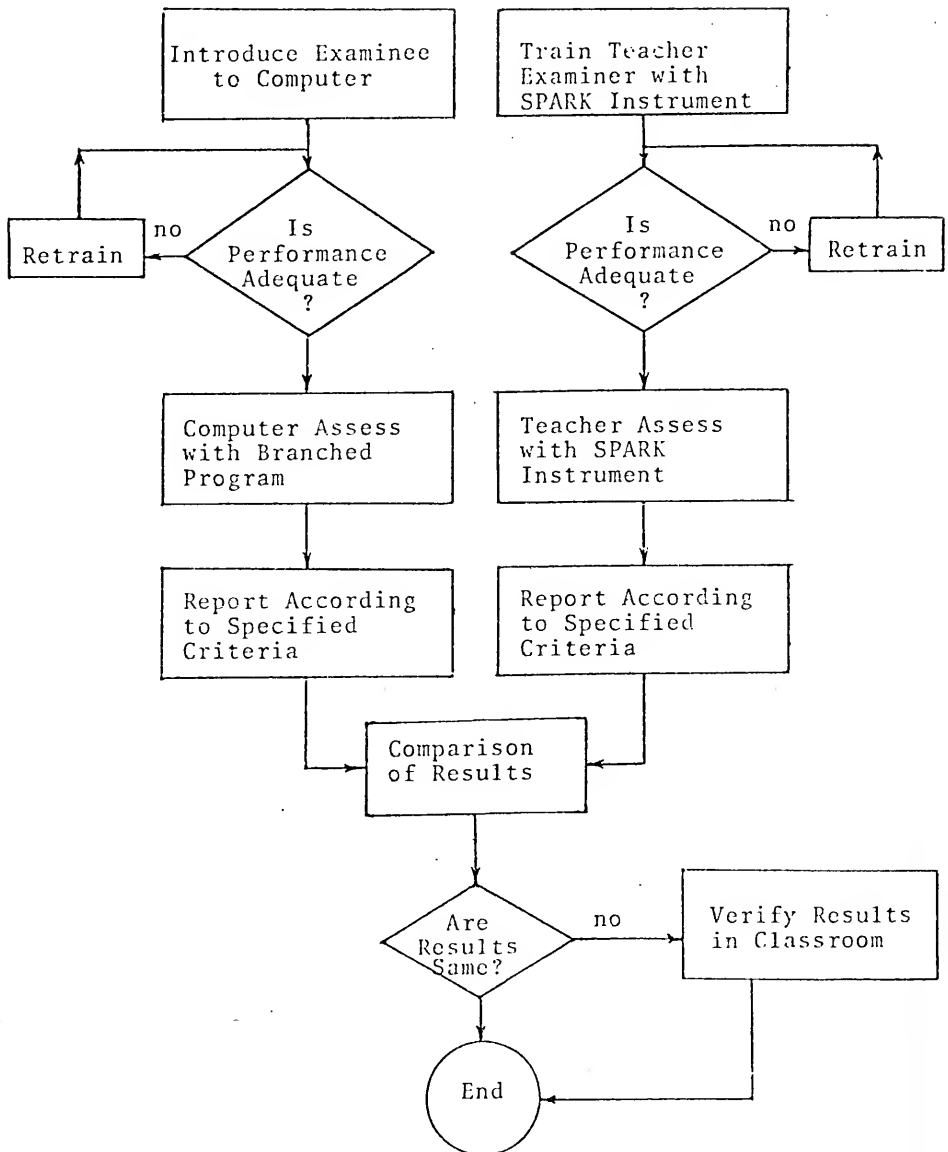 Introduce Examinee
to Computer
Train Teacher
Examiner with
SPARK Instrument
no
Retrain
Is
Performance
Adequate
?
Is
Performance
Adequate
?
no
Retrain
Computer Assess
with Branched
Program
Teacher Assess
with SPARK
Instrument
Report According
to Specified
Criteria
Report According
to Specified
Criteria
Comparison
of Results
Are
Results
Same?
no
Verify Results
in Classroom
End